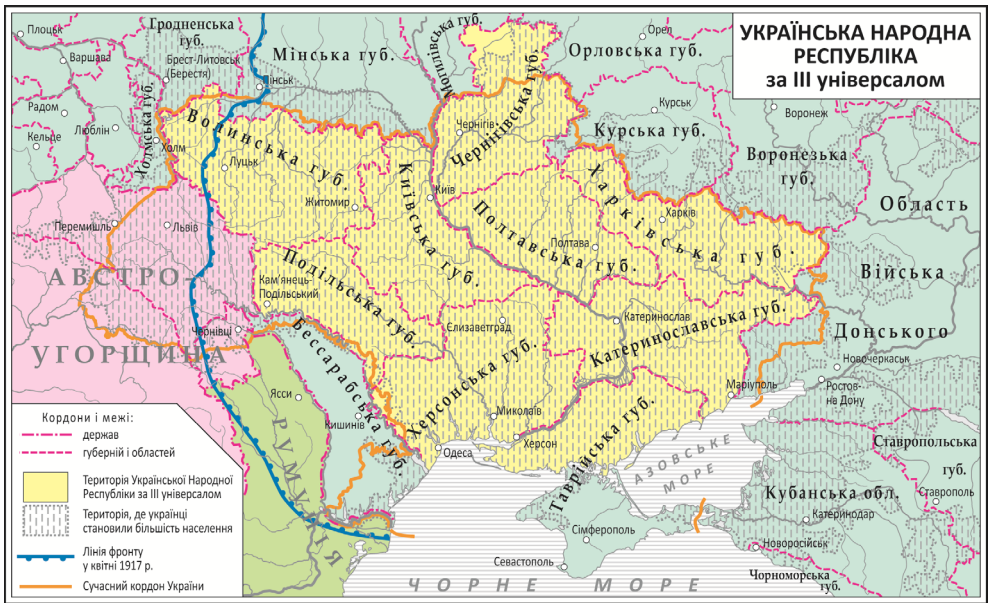 УКРАЇНСЬКА НАРОДНА
РЕСПУБЛІКА
за III універсалом
Плоцьк
Варшава
Радом
Кельце
Люблін
Гродненська
губ.
Брест-Литовськ
(Берестя)
Пінськ
Мінська губ.
Могилівська губ.
Орел
Орловська губ.
Курськ
Курська губ.
Воронеж
Воронезька
губ.
Область
Війська
Донського
Холмська губ.
Холм
Волинська губ.
Луцьк
Житомир
Київська губ.
Київ
Чернігів
Чернігівська губ.
Полтавська губ.
Полтава
Харків
Харківська губ.
Перемишль
Львів
АВСТРО-
УГОРЩИНА
Кам'янець-
Подільський
Подільська губ.
Чернівці
Бессарабська губ.
Єлизаветград
Катеринослав
Катеринославська губ.
Херсонська губ.
Новочеркаськ
Ростов-
на Дону
Маріуполь
Ясси
Кишинів
РУМУНІЯ
Миколаїв
Херсон
Одеса
Таврійська губ.
АЗОВСЬКЕ
МОРЕ
Ставропольська
губ.
Ставрополь
Кубанська обл.
Катеринодар
Сімферополь
Севастополь
Новоросійськ
Чорноморська
губ.
ЧОРНЕ МОРЕ
Кордони і межі:
держав
губерній і областей
Територія Української Народної
Республіки за III універсалом
Територія, де українці
становили більшість населення
Лінія фронту
у квітні 1917 р.
Сучасний кордон України